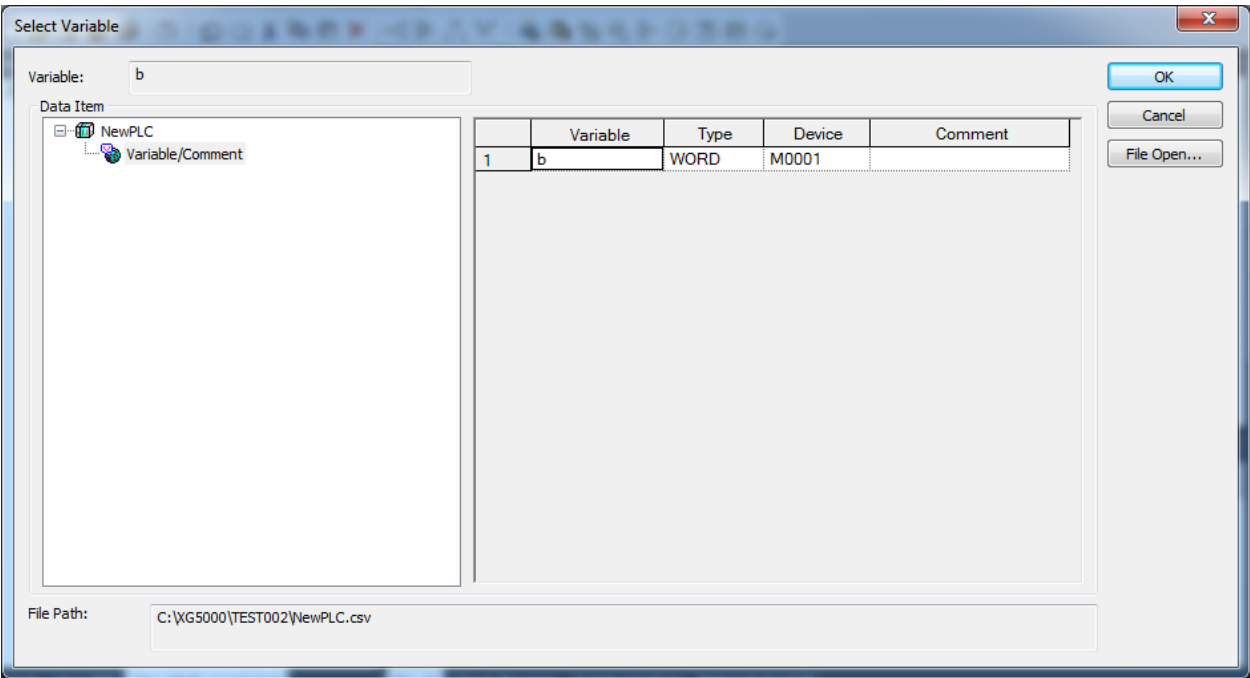 Select Variable
Variable: b
OK
Data Item
Cancel
NewPLC
Variable/Comment
File Open...
Variable Type Device Comment
1 b WORD M0001
File Path: C:\XG5000\TEST002\NewPLC.csv